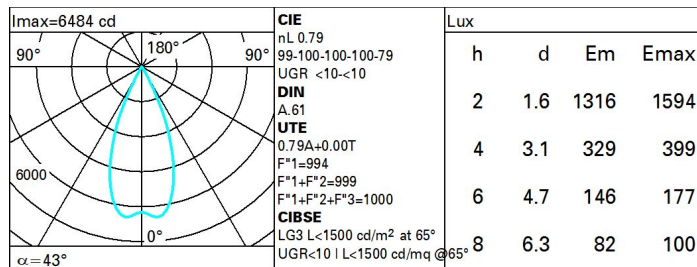 Imax=6484 cd
90° 180° 90°
6000
0°
α=43°
CIE
nL 0.79
99-100-100-100-79
UGR <10-<10
DIN
A.61
UTE
0.79A+0.00T
F"1=994
F"1+F"2=999
F"1+F"2+F"3=1000
CIBSE
LG3 L<1500 cd/m² at 65°
UGR<10 | L<1500 cd/mq @65°
Lux
h d Em Emax
2 1.6 1316 1594
4 3.1 329 399
6 4.7 146 177
8 6.3 82 100